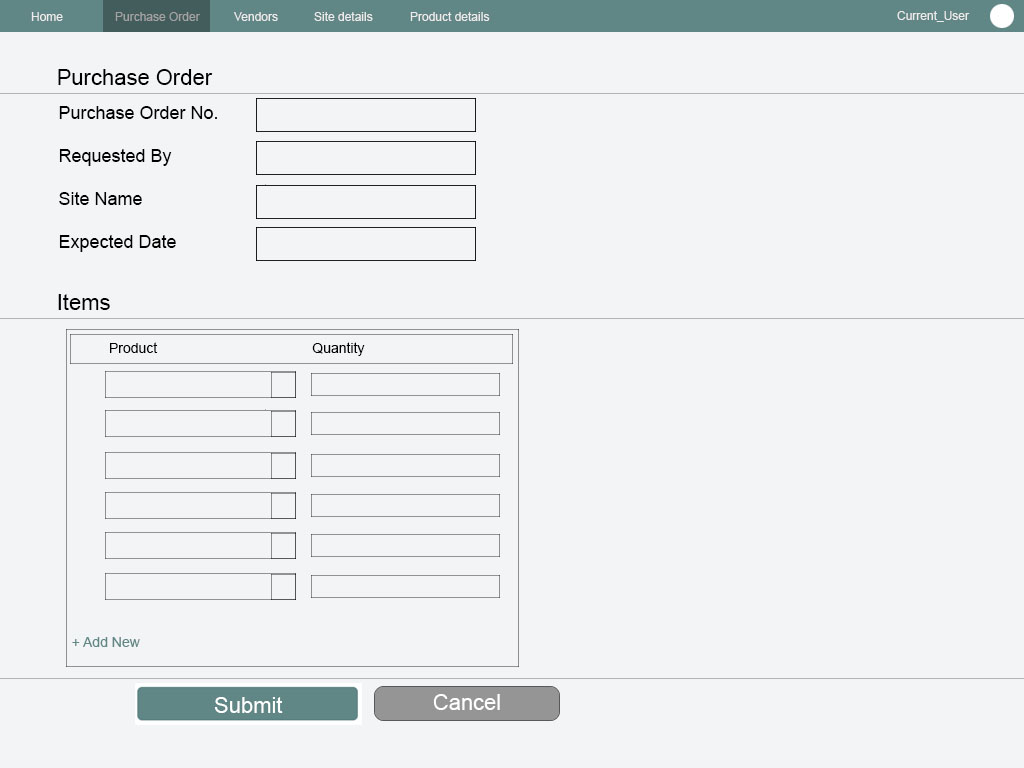 Home Purchase Order Vendors Site details Product details Current_User
Purchase Order
Purchase Order No.
Requested By
Site Name
Expected Date
Items
Product Quantity
+ Add New
Submit Cancel